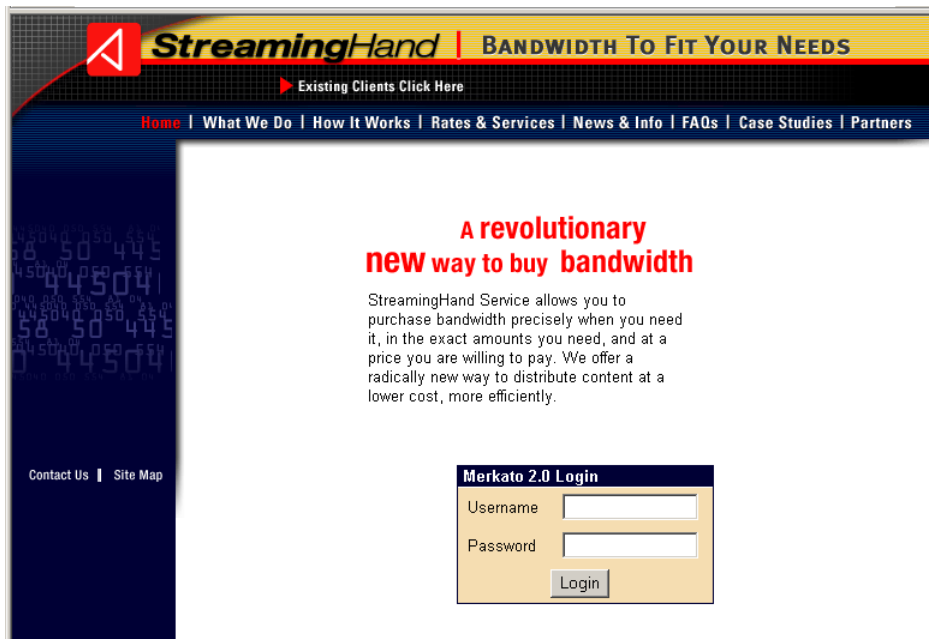 StreamingHand | BANDWIDTH TO FIT YOUR NEEDS
Existing Clients Click Here
Home | What We Do | How It Works | Rates & Services | News & Info | FAQs | Case Studies | Partners
A revolutionary
new way to buy bandwidth
StreamingHand Service allows you to
purchase bandwidth precisely when you need
it, in the exact amounts you need, and at a
price you are willing to pay. We offer a
radically new way to distribute content at a
lower cost, more efficiently.
Contact Us | Site Map
Merkato 2.0 Login
Username
Password
Login